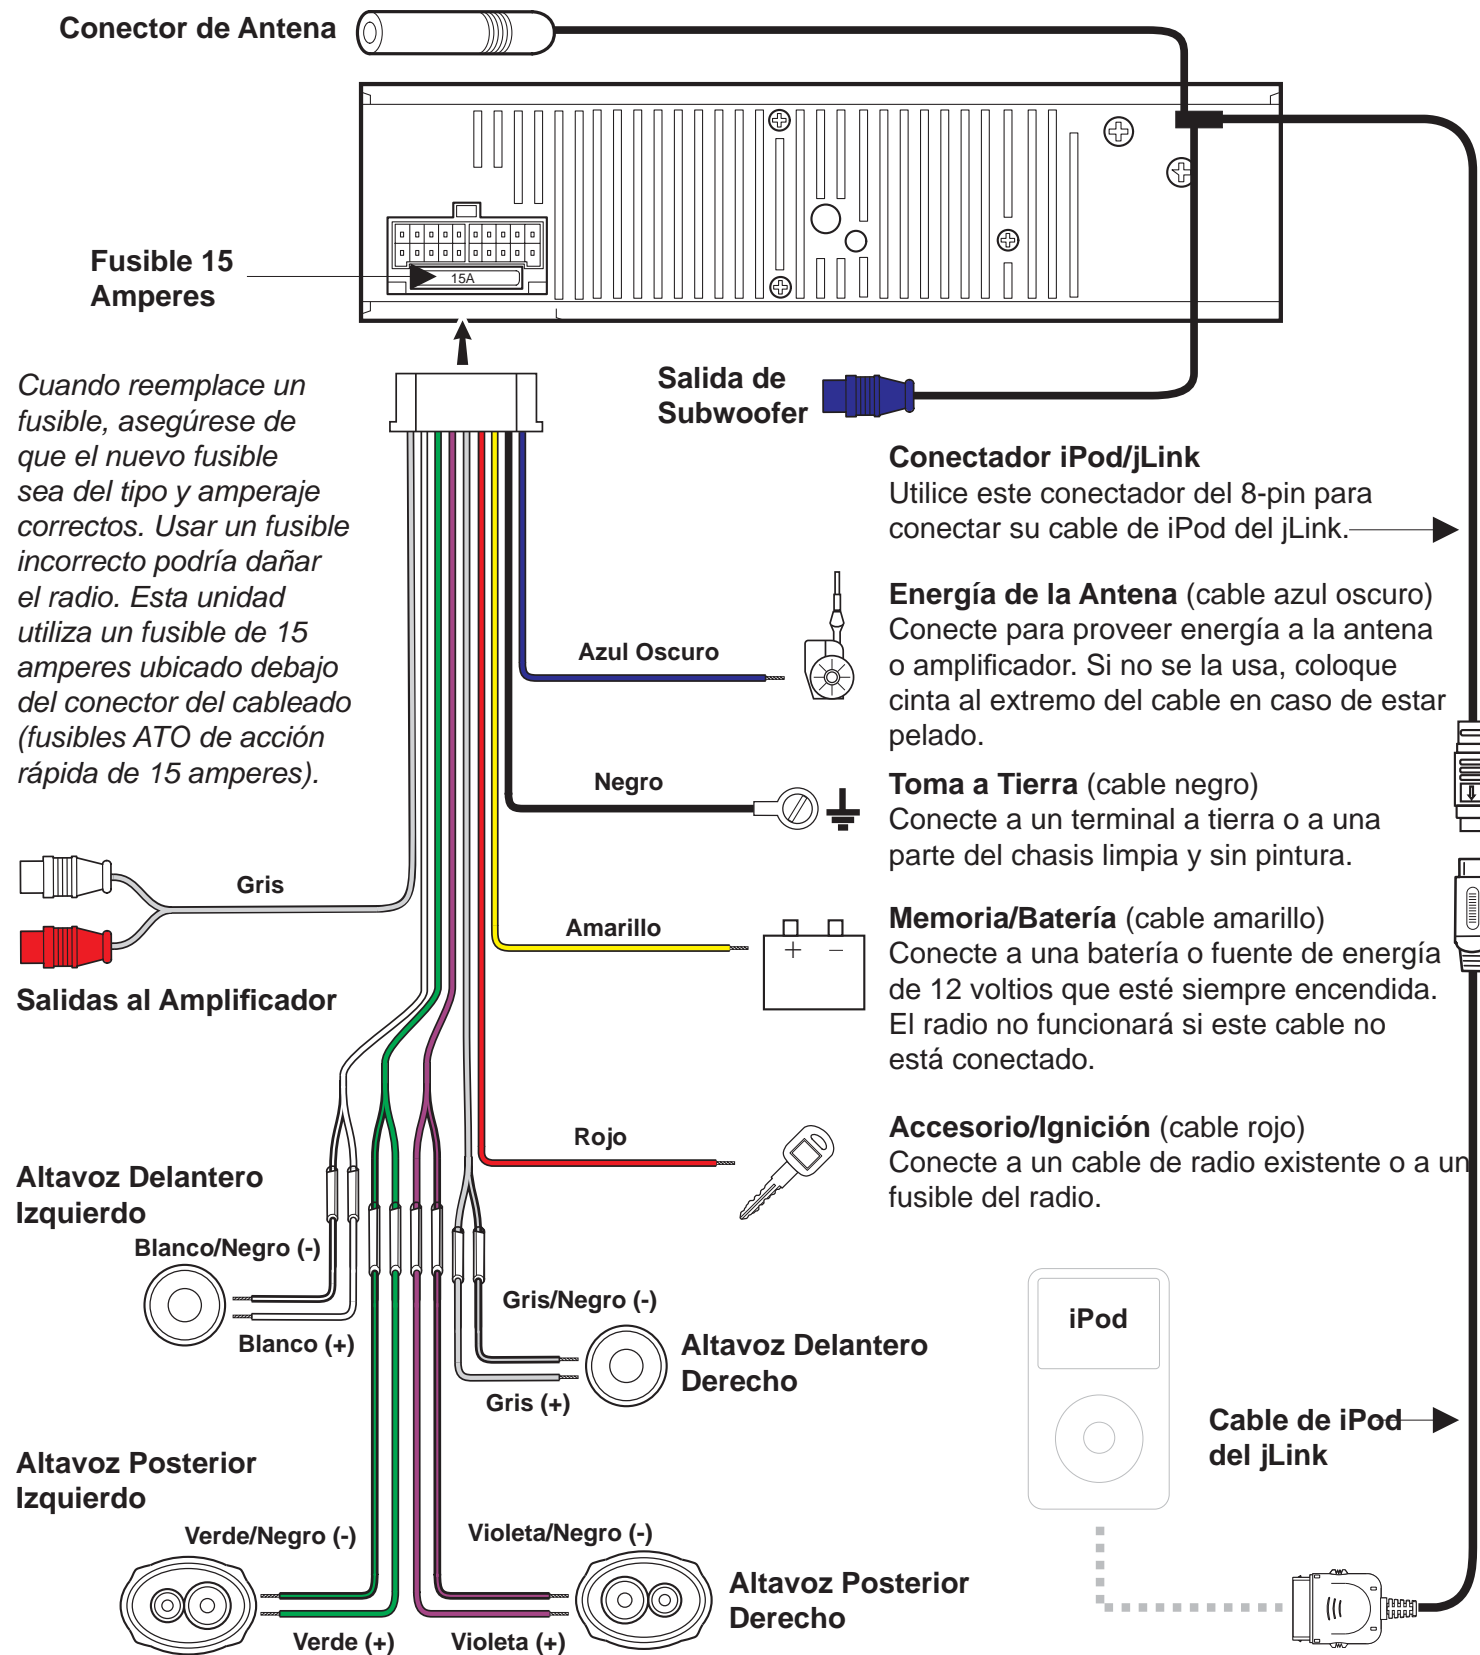 Conector de Antena
Fusible 15
Amperes
15A
Cuando reemplace un
fusible, asegúrese de
que el nuevo fusible
sea del tipo y amperaje
correctos. Usar un fusible
incorrecto podría dañar
el radio. Esta unidad
utiliza un fusible de 15
amperes ubicado debajo
del conector del cableado
(fusibles ATO de acción
rápida de 15 amperes).
Salida de
Subwoofer
Conectador iPod/jLink
Utilice este conectador del 8-pin para
conectar su cable de iPod del jLink.
Azul Oscuro
Energía de la Antena (cable azul oscuro)
Conecte para proveer energía a la antena
o amplificador. Si no se la usa, coloque
cinta al extremo del cable en caso de estar
pelado.
Negro
Toma a Tierra (cable negro)
Conecte a un terminal a tierra o a una
parte del chasis limpia y sin pintura.
Gris
Salidas al Amplificador
Amarillo
+ −
Memoria/Batería (cable amarillo)
Conecte a una batería o fuente de energía
de 12 voltios que esté siempre encendida.
El radio no funcionará si este cable no
está conectado.
Rojo
Accesorio/Ignición (cable rojo)
Conecte a un cable de radio existente o a un
fusible del radio.
Altavoz Delantero
Izquierdo
Blanco/Negro (-)
Blanco (+)
Gris/Negro (-)
Gris (+)
Altavoz Delantero
Derecho
iPod
Cable de iPod
del jLink
Altavoz Posterior
Izquierdo
Verde/Negro (-)
Verde (+)
Violeta/Negro (-)
Violeta (+)
Altavoz Posterior
Derecho